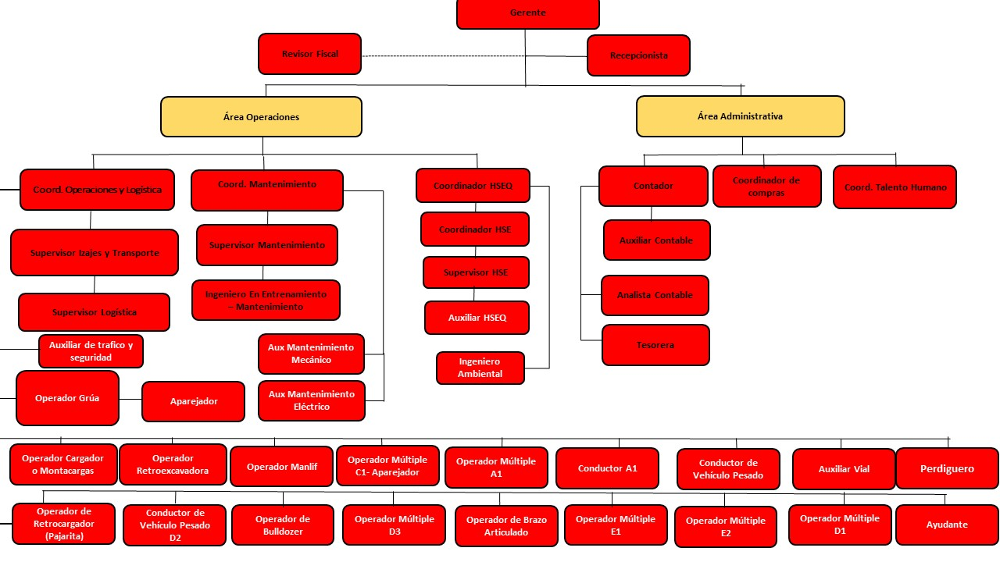 Gerente
Revisor Fiscal
Recepcionista
Área Operaciones
Área Administrativa
Coord. Operaciones y Logística
Coord. Mantenimiento
Coordinador HSEQ
Contador
Coordinador de
compras
Coord. Talento Humano
Supervisor Izajes y Transporte
Supervisor Mantenimiento
Coordinador HSE
Auxiliar Contable
Supervisor Logística
Ingeniero En Entrenamiento
– Mantenimiento
Supervisor HSE
Analista Contable
Auxiliar HSEQ
Tesorera
Auxiliar de trafico y
seguridad
Aux Mantenimiento
Mecánico
Ingeniero
Ambiental
Operador Grúa
Aparejador
Aux Mantenimiento
Eléctrico
Operador Cargador
o Montacargas
Operador
Retroexcavadora
Operador Manlif
Operador Múltiple
C1- Aparejador
Operador Múltiple
A1
Conductor A1
Conductor de
Vehículo Pesado
Auxiliar Vial
Perdiguero
Operador de
Retrocargador
(Pajarita)
Conductor de
Vehículo Pesado
D2
Operador de
Bulldozer
Operador Múltiple
D3
Operador de Brazo
Articulado
Operador Múltiple
E1
Operador Múltiple
E2
Operador Múltiple
D1
Ayudante